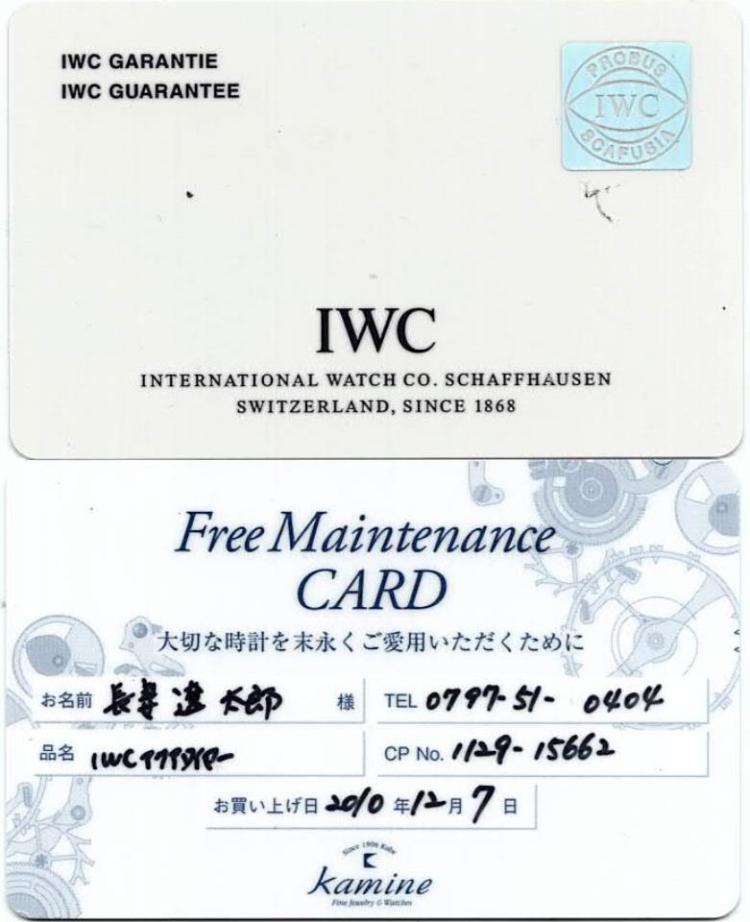 IWC GARANTIE
IWC GUARANTEE
PROBUS
IWC
SCAFUSIA
IWC
INTERNATIONAL WATCH CO. SCHAFFHAUSEN
SWITZERLAND, SINCE 1868
Free Maintenance
CARD
大切な時計を末永くご愛用いただくために
お名前 進太郎 様 TEL 0797-51-0404
品名 IWC CP No. 1129-15662
お買い上げ日 2010年12月7日
Since 1906 Kobe
kamine
Fine Jewelry & Watches